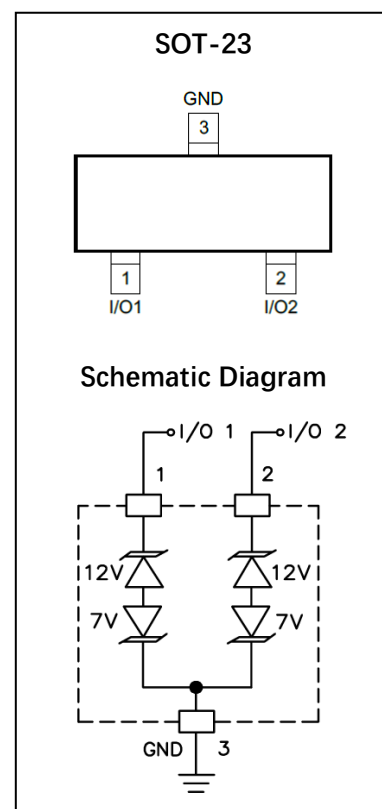 SOT-23
GND
3
1 2
I/O1 I/O2
Schematic Diagram
I/O 1 I/O 2
1 2
12V 12V
7V 7V
GND 3